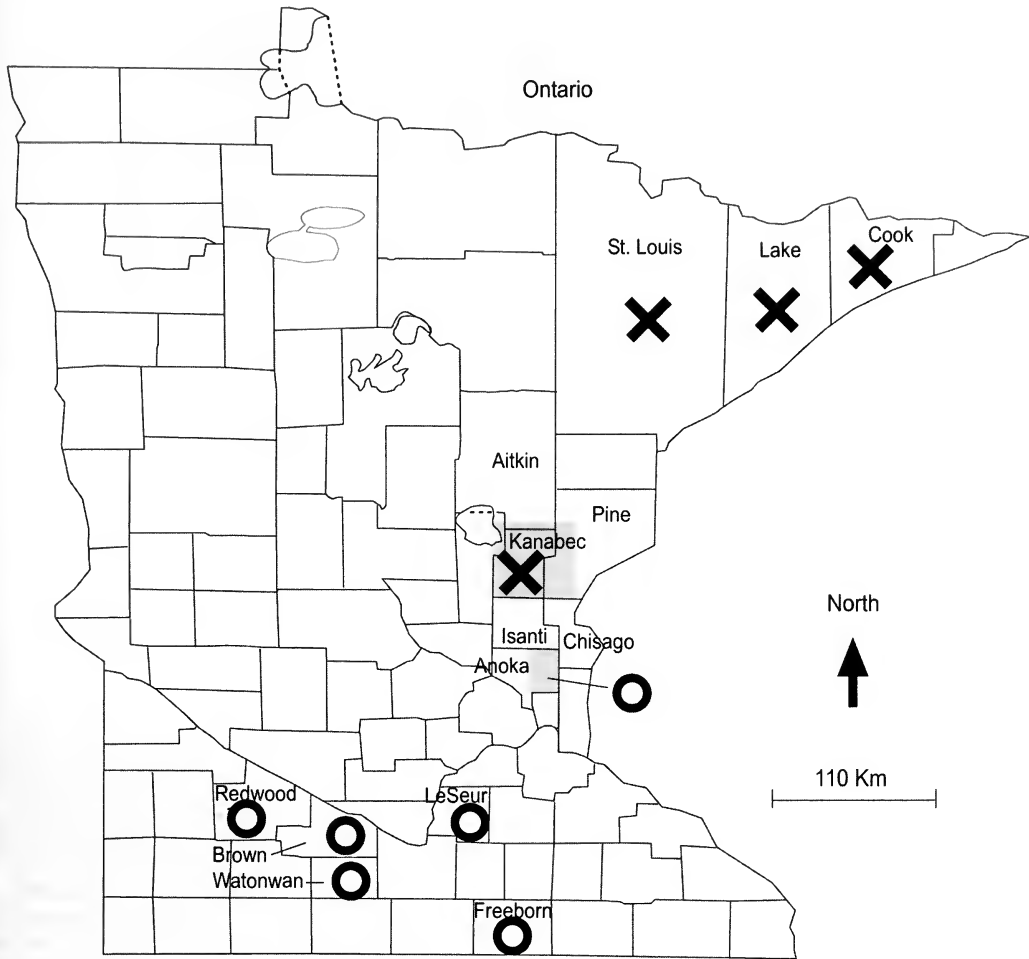 Ontario
St. Louis
Lake
Cook
Aitkin
Pine
Kanabec
North
Isanti
Chisago
Anoka
110 Km
Redwood
LeSeur
Brown
Watonwan
Freeborn